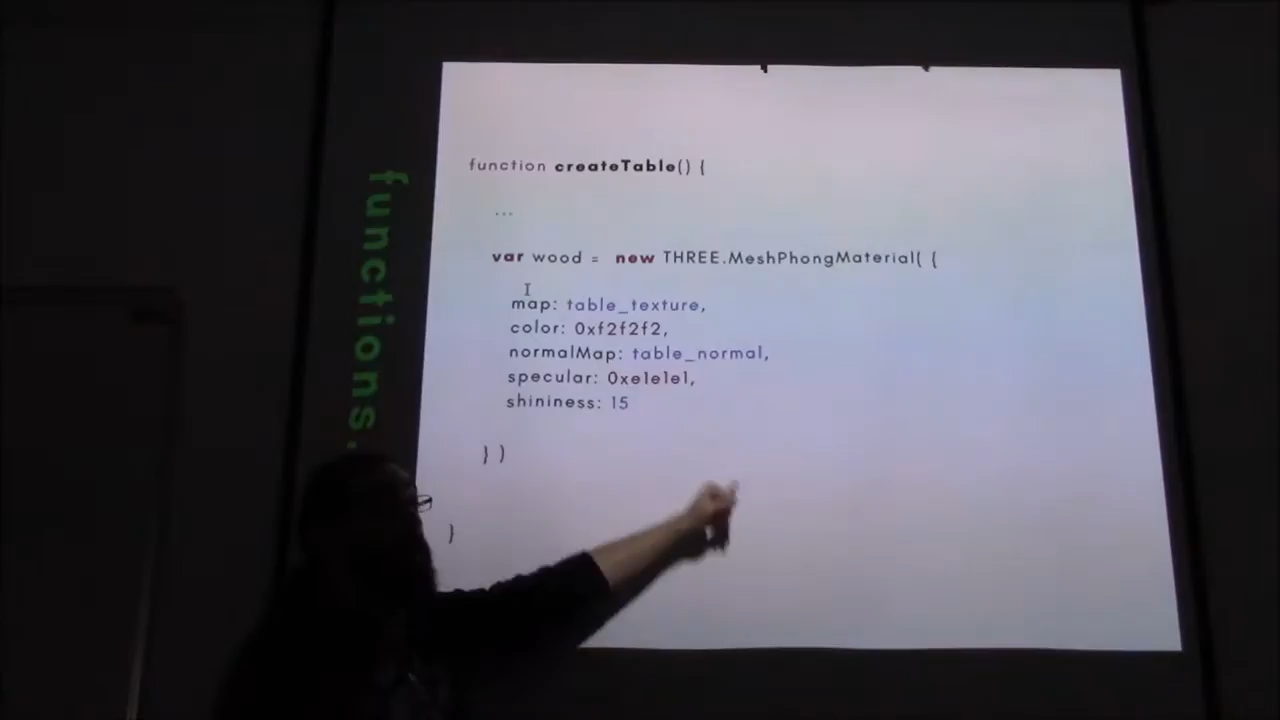 functions.
function createTable() {
...
var wood = new THREE.MeshPhongMaterial( {
map: table_texture,
color: 0xf2f2f2,
normalMap: table_normal,
specular: 0xe1e1e1,
shininess: 15
} )
}